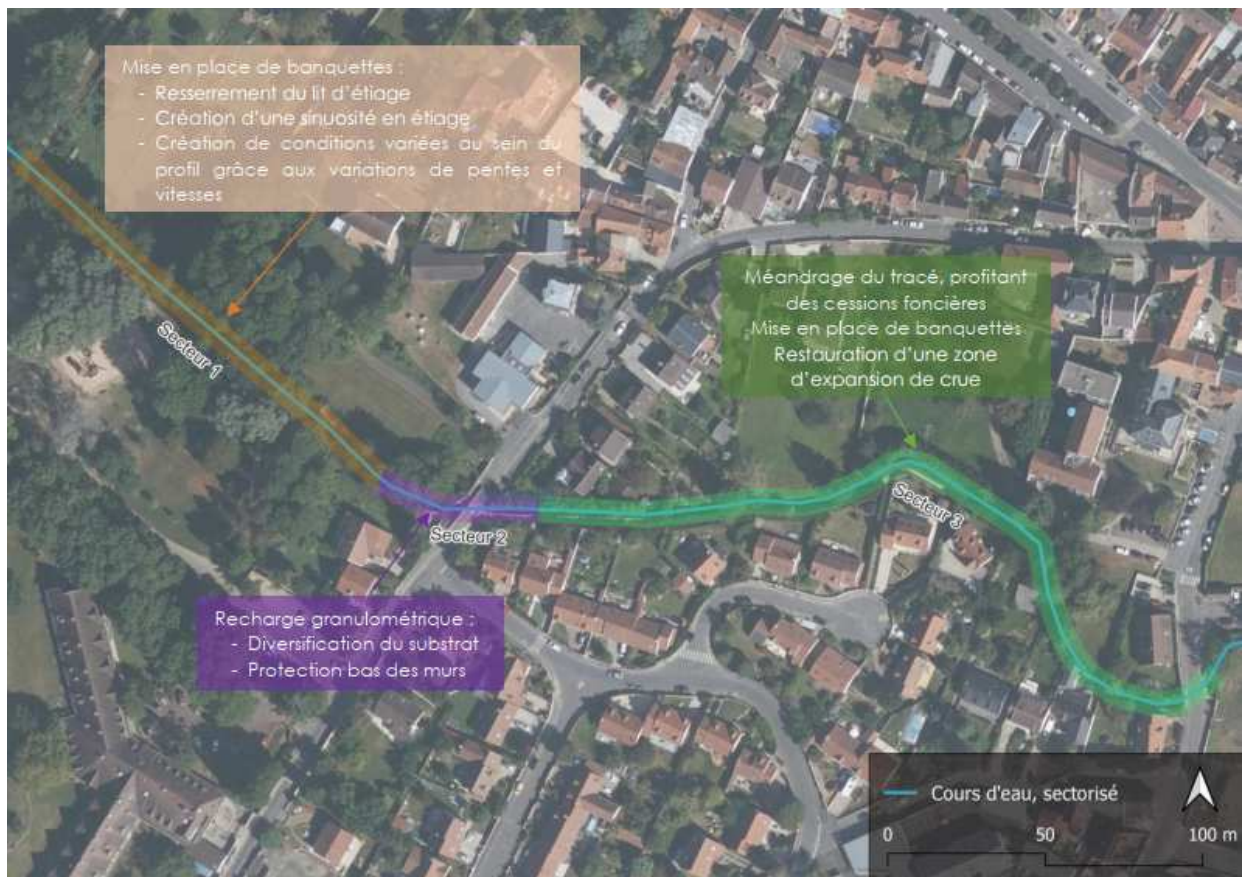 Mise en place de banquettes :
- Resserrement du lit d'étiage
- Création d'une sinuosité en étiage
- Création de conditions variées au sein du
profil grâce aux variations de pentes et
vitesses
Méandrage du tracé, profitant
des cessions foncières
Mise en place de banquettes
Restauration d'une zone
d'expansion de crue
Secteur 1
Secteur 2
Secteur 3
Recharge granulométrique :
- Diversification du substrat
- Protection bas des murs
Cours d'eau, sectorisé
0 50 100 m